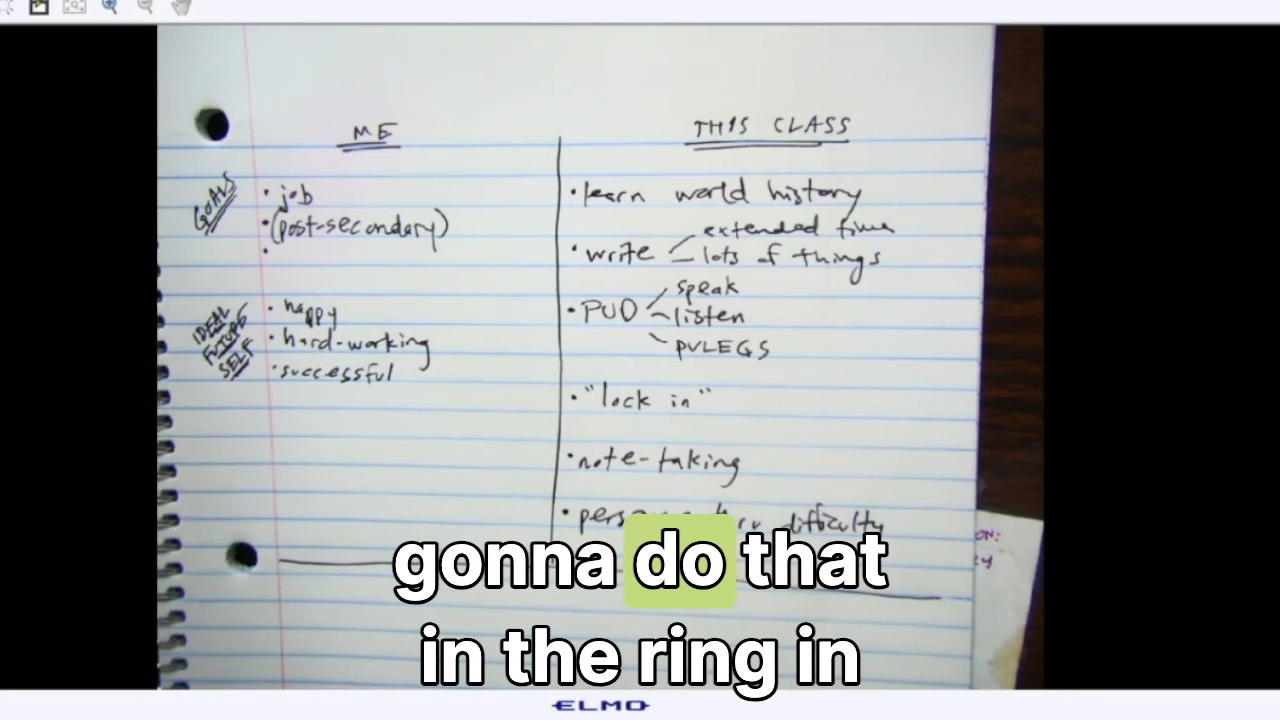 ME
THIS CLASS
GOALS
• job
• (post-secondary)
•
IDEAL
FUTURE
SELF
• happy
• hard-working
• successful
• learn world history
• write
extended time
lots of things
• PUD
speak
listen
PVLEGS
• "lock in"
• note-taking
• difficulty
ON:
gonna do that
in the ring in
ELMO